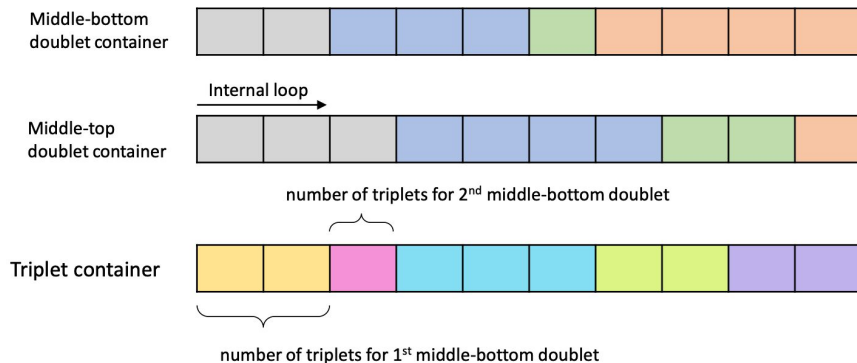 Middle-bottom
doublet container
Internal loop
Middle-top
doublet container
number of triplets for 2nd middle-bottom doublet
Triplet container
number of triplets for 1st middle-bottom doublet